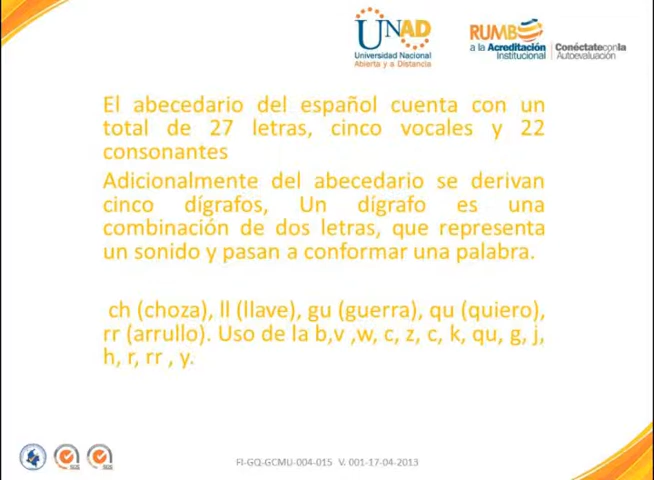 UNAD
Universidad Nacional
Abierta y a Distancia
RUMBO
a la Acreditación
Institucional
Conéctateconla
Autoevaluación
El abecedario del español cuenta con un
total de 27 letras, cinco vocales y 22
consonantes
Adicionalmente del abecedario se derivan
cinco dígrafos, Un dígrafo es una
combinación de dos letras, que representa
un sonido y pasan a conformar una palabra.
ch (choza), ll (llave), gu (guerra), qu (quiero),
rr (arrullo). Uso de la b,v ,w, c, z, c, k, qu, g, j,
h, r, rr , y.
FI-GQ-GCMU-004-015 V. 001-17-04-2013